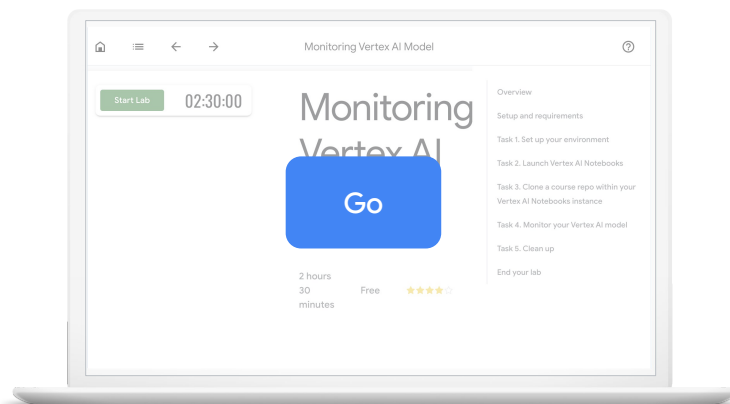 Monitoring Vertex AI Model
Start Lab
02:30:00
Monitoring
Vertex AI
Go
2 hours
30
minutes
Free
Overview
Setup and requirements
Task 1. Set up your environment
Task 2. Launch Vertex AI Notebooks
Task 3. Clone a course repo within your
Vertex AI Notebooks instance
Task 4. Monitor your Vertex AI model
Task 5. Clean up
End your lab